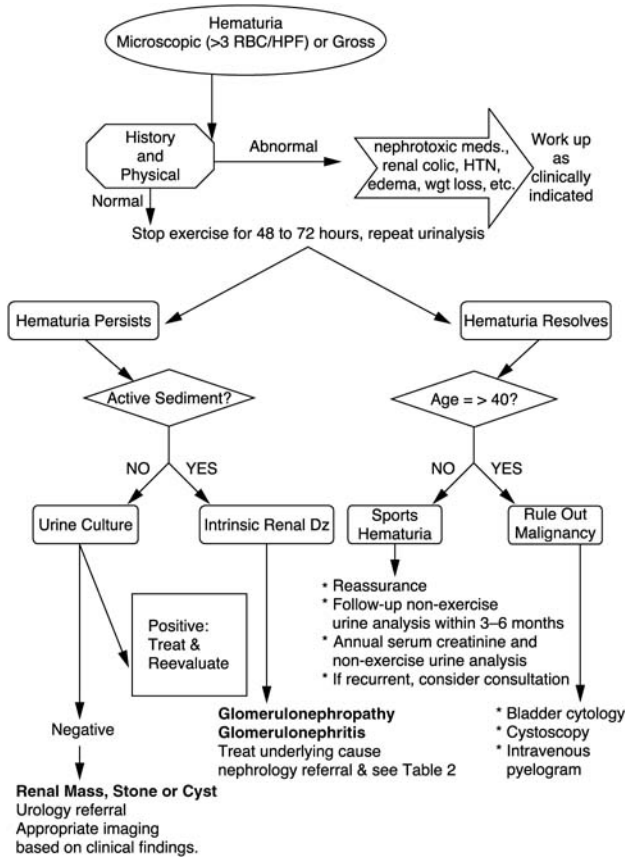 Hematuria
Microscopic (>3 RBC/HPF) or Gross
History
and
Physical
Abnormal
nephrotoxic meds.,
renal colic, HTN,
edema, wgt loss, etc.
Work up
as
clinically
indicated
Normal
Stop exercise for 48 to 72 hours, repeat urinalysis
Hematuria Persists
Hematuria Resolves
Active Sediment?
Age = > 40?
NO
YES
NO
YES
Urine Culture
Intrinsic Renal Dz
Sports
Hematuria
Rule Out
Malignancy
Positive:
Treat &
Reevaluate
* Reassurance
* Follow-up non-exercise
urine analysis within 3–6 months
* Annual serum creatinine and
non-exercise urine analysis
* If recurrent, consider consultation
Negative
Glomerulonephropathy
Glomerulonephritis
Treat underlying cause
nephrology referral & see Table 2
* Bladder cytology
* Cystoscopy
* Intravenous
pyelogram
Renal Mass, Stone or Cyst
Urology referral
Appropriate imaging
based on clinical findings.